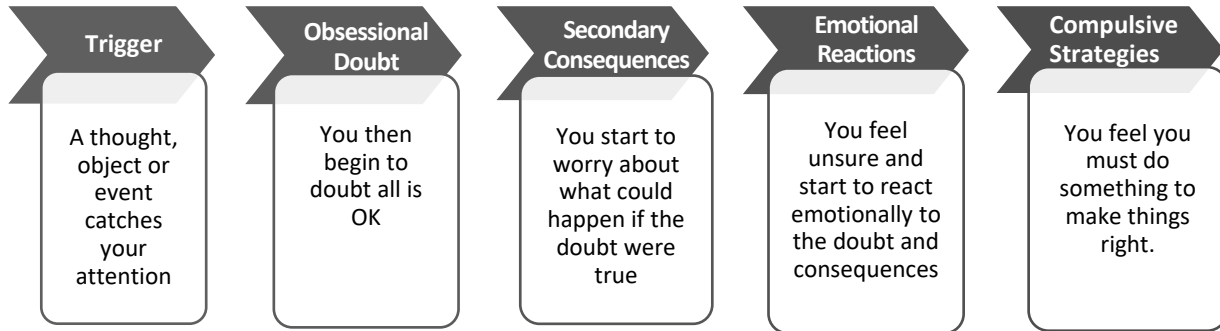 Trigger
A thought,
object or
event
catches
your
attention
Obsessional
Doubt
You then
begin to
doubt all is
OK
Secondary
Consequences
You start to
worry about
what could
happen if the
doubt were
true
Emotional
Reactions
You feel
unsure and
start to react
emotionally to
the doubt and
consequences
Compulsive
Strategies
You feel you
must do
something to
make things
right.